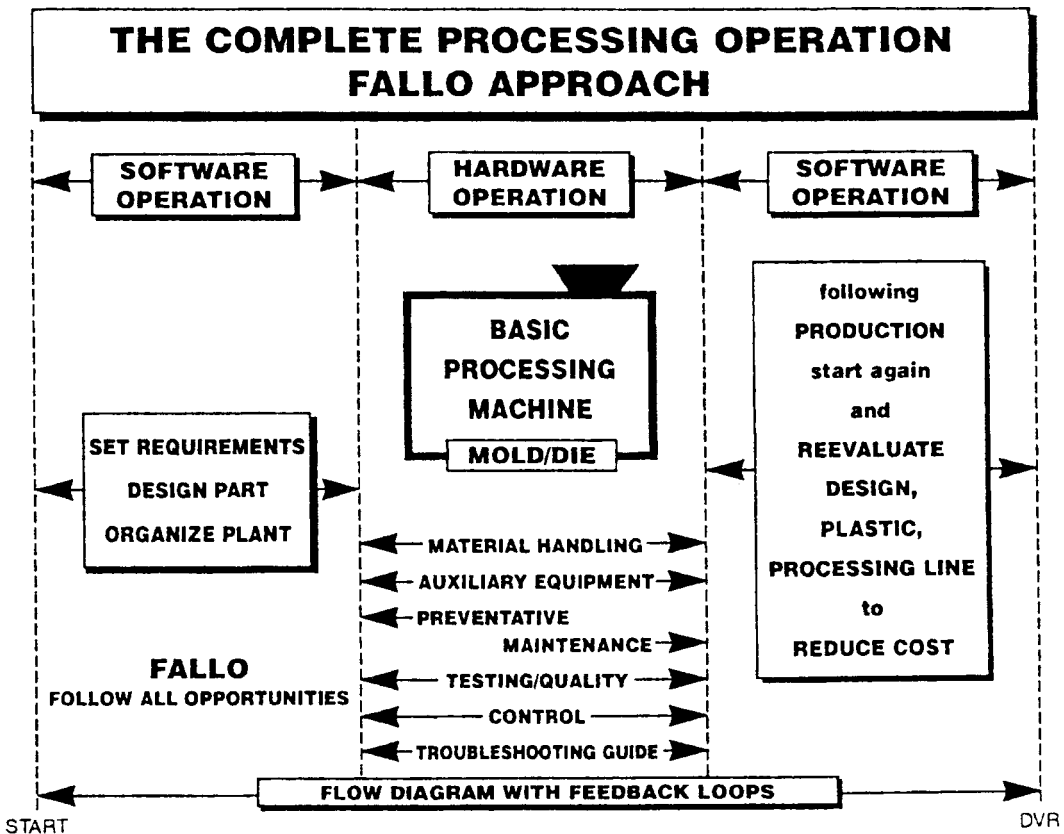 THE COMPLETE PROCESSING OPERATION
FALLO APPROACH
SOFTWARE
OPERATION
HARDWARE
OPERATION
SOFTWARE
OPERATION
SET REQUIREMENTS
DESIGN PART
ORGANIZE PLANT
FALLO
FOLLOW ALL OPPORTUNITIES
BASIC
PROCESSING
MACHINE
MOLD/DIE
MATERIAL HANDLING
AUXILIARY EQUIPMENT
PREVENTATIVE
MAINTENANCE
TESTING/QUALITY
CONTROL
TROUBLESHOOTING GUIDE
following
PRODUCTION
start again
and
REEVALUATE
DESIGN,
PLASTIC,
PROCESSING LINE
to
REDUCE COST
FLOW DIAGRAM WITH FEEDBACK LOOPS
START
DVR